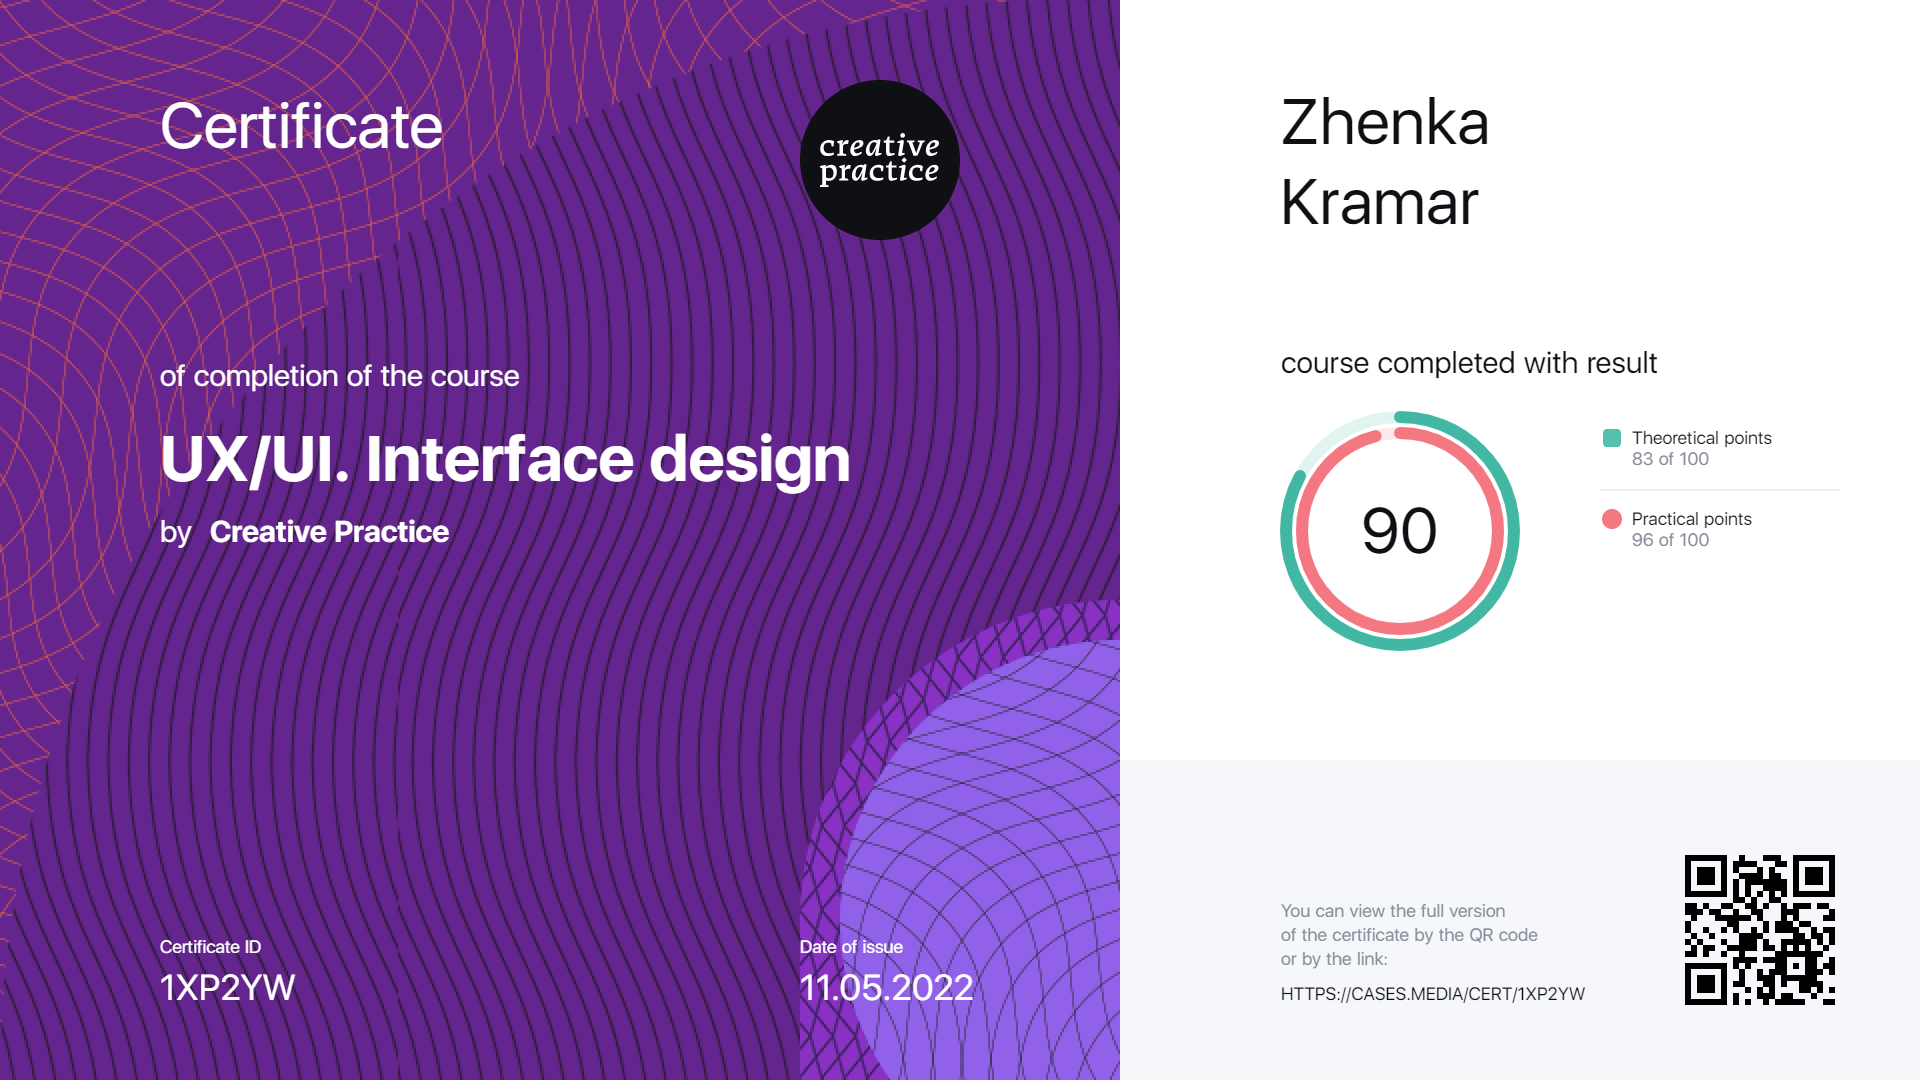 Certificate
creative
practice
of completion of the course
UX/UI. Interface design
by Creative Practice
Certificate ID
1XP2YW
Date of issue
11.05.2022
Zhenka
Kramar
course completed with result
90
Theoretical points
83 of 100
Practical points
96 of 100
You can view the full version
of the certificate by the QR code
or by the link:
HTTPS://CASES.MEDIA/CERT/1XP2YW